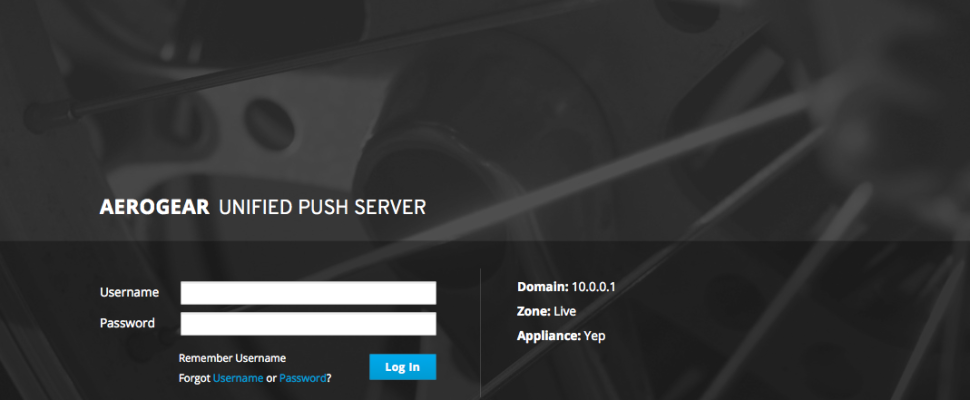 AEROGEAR UNIFIED PUSH SERVER
Username
Password
Remember Username
Forgot Username or Password?
Log In
Domain: 10.0.0.1
Zone: Live
Appliance: Yep